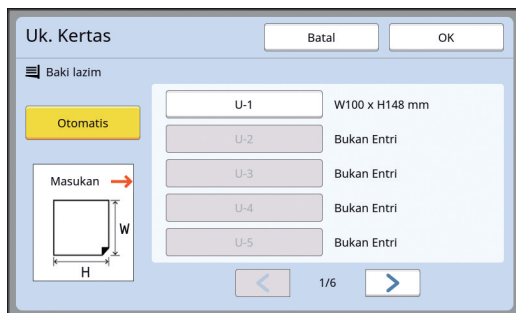 Uk. Kertas
Batal
OK
Baki lazim
Otomatis
U-1 W100 x H148 mm
U-2 Bukan Entri
U-3 Bukan Entri
U-4 Bukan Entri
U-5 Bukan Entri
Masukan
W
H
1/6